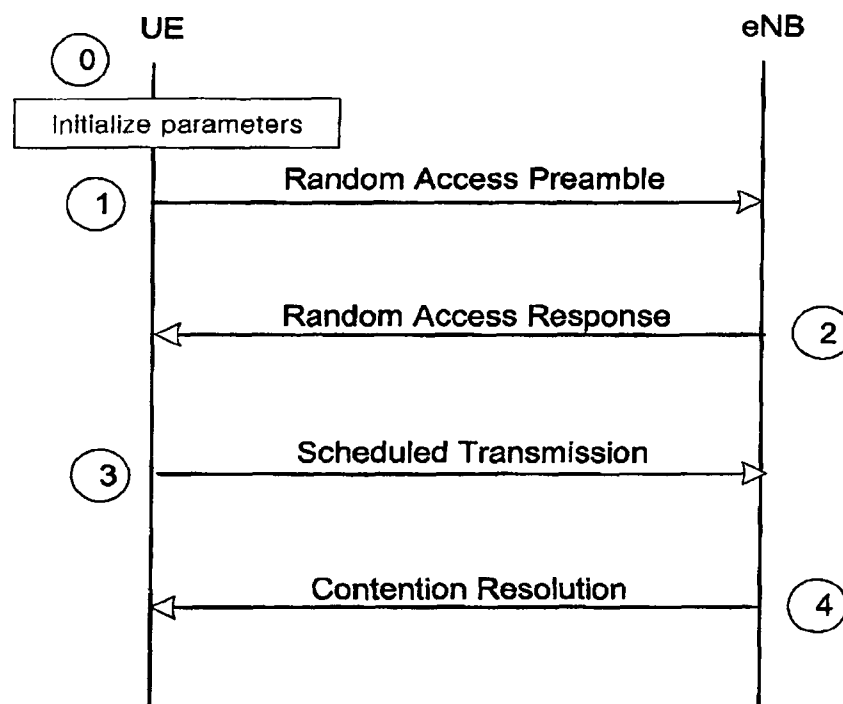 UE
eNB
0
Initialize parameters
Random Access Preamble
1
Random Access Response
2
Scheduled Transmission
3
Contention Resolution
4